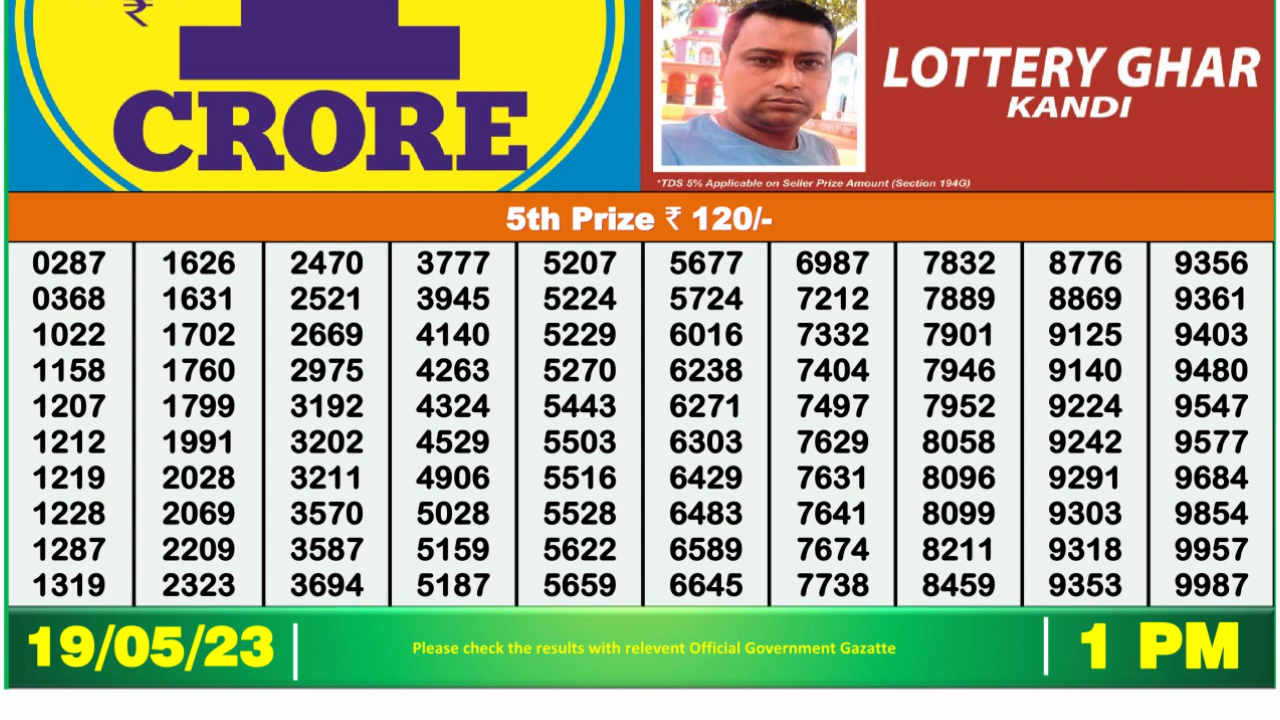 ₹
1
CRORE
LOTTERY GHAR
KANDI
*TDS 5% Applicable on Seller Prize Amount (Section 194G)
5th Prize ₹ 120/-
0287 1626 2470 3777 5207 5677 6987 7832 8776 9356
0368 1631 2521 3945 5224 5724 7212 7889 8869 9361
1022 1702 2669 4140 5229 6016 7332 7901 9125 9403
1158 1760 2975 4263 5270 6238 7404 7946 9140 9480
1207 1799 3192 4324 5443 6271 7497 7952 9224 9547
1212 1991 3202 4529 5503 6303 7629 8058 9242 9577
1219 2028 3211 4906 5516 6429 7631 8096 9291 9684
1228 2069 3570 5028 5528 6483 7641 8099 9303 9854
1287 2209 3587 5159 5622 6589 7674 8211 9318 9957
1319 2323 3694 5187 5659 6645 7738 8459 9353 9987
19/05/23
Please check the results with relevent Official Government Gazatte
1 PM